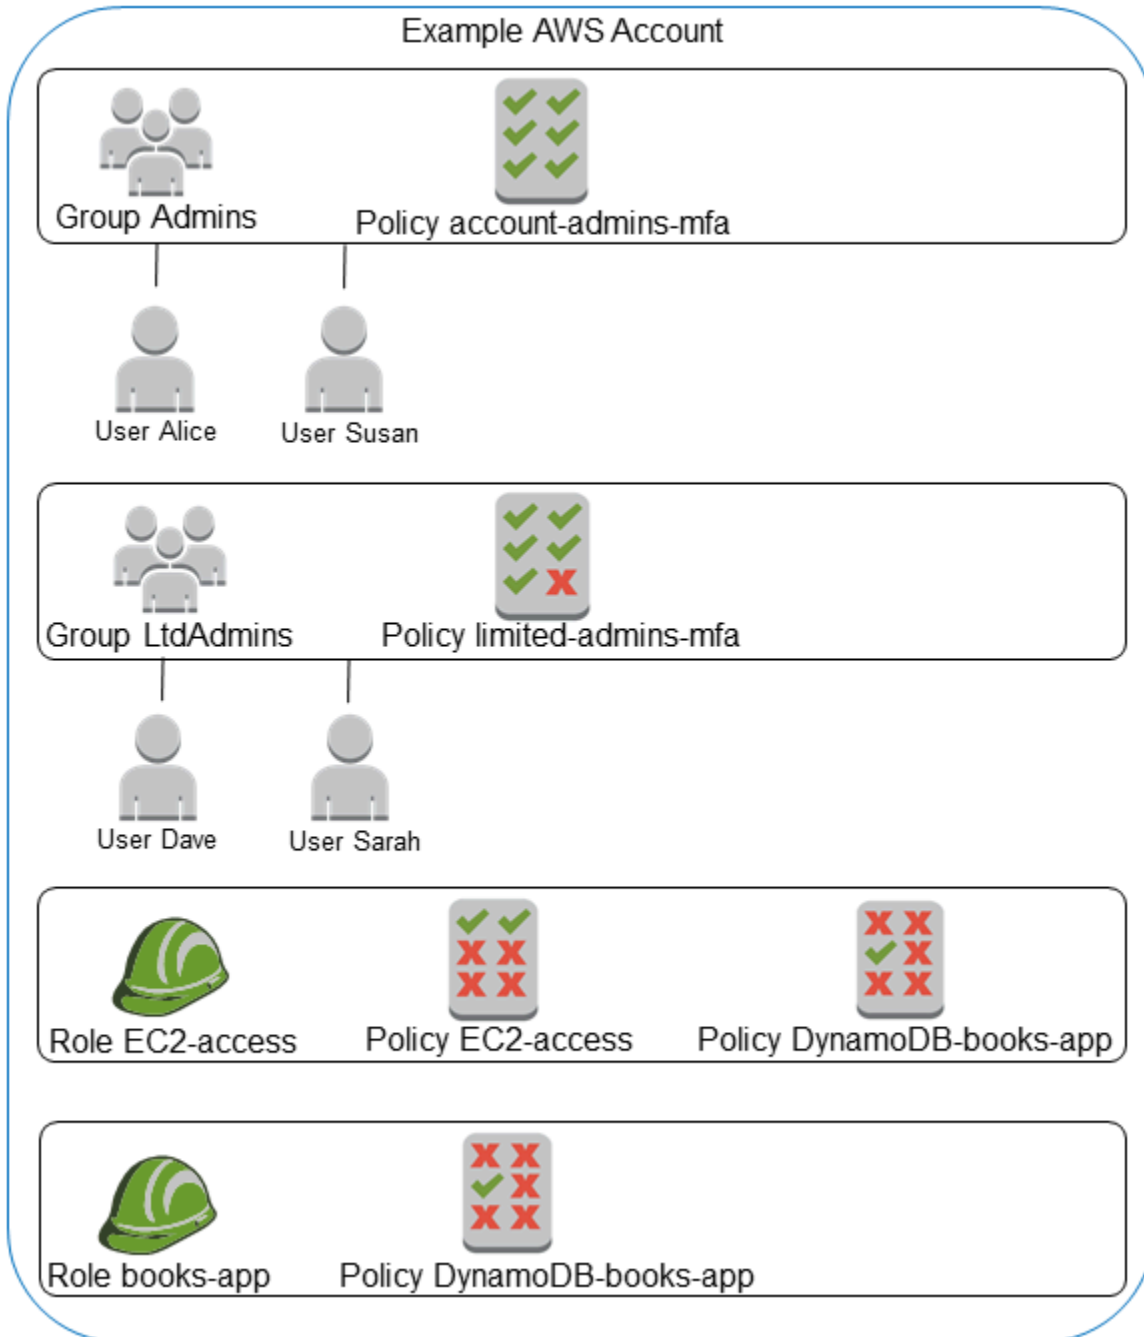 Example AWS Account
Group Admins
Policy account-admins-mfa
User Alice
User Susan
Group LtdAdmins
Policy limited-admins-mfa
User Dave
User Sarah
Role EC2-access
Policy EC2-access
Policy DynamoDB-books-app
Role books-app
Policy DynamoDB-books-app